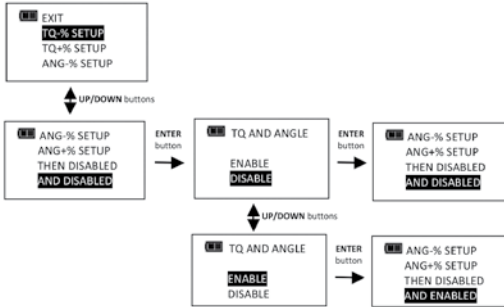 EXIT
TQ-% SETUP
TQ+% SETUP
ANG-% SETUP
UP/DOWN buttons
ANG-% SETUP
ANG+% SETUP
THEN DISABLED
AND DISABLED
ENTER
button
TQ AND ANGLE
ENABLE
DISABLE
ENTER
button
ANG-% SETUP
ANG+% SETUP
THEN DISABLED
AND DISABLED
UP/DOWN buttons
TQ AND ANGLE
ENABLE
DISABLE
ENTER
button
ANG-% SETUP
ANG+% SETUP
THEN DISABLED
AND ENABLED